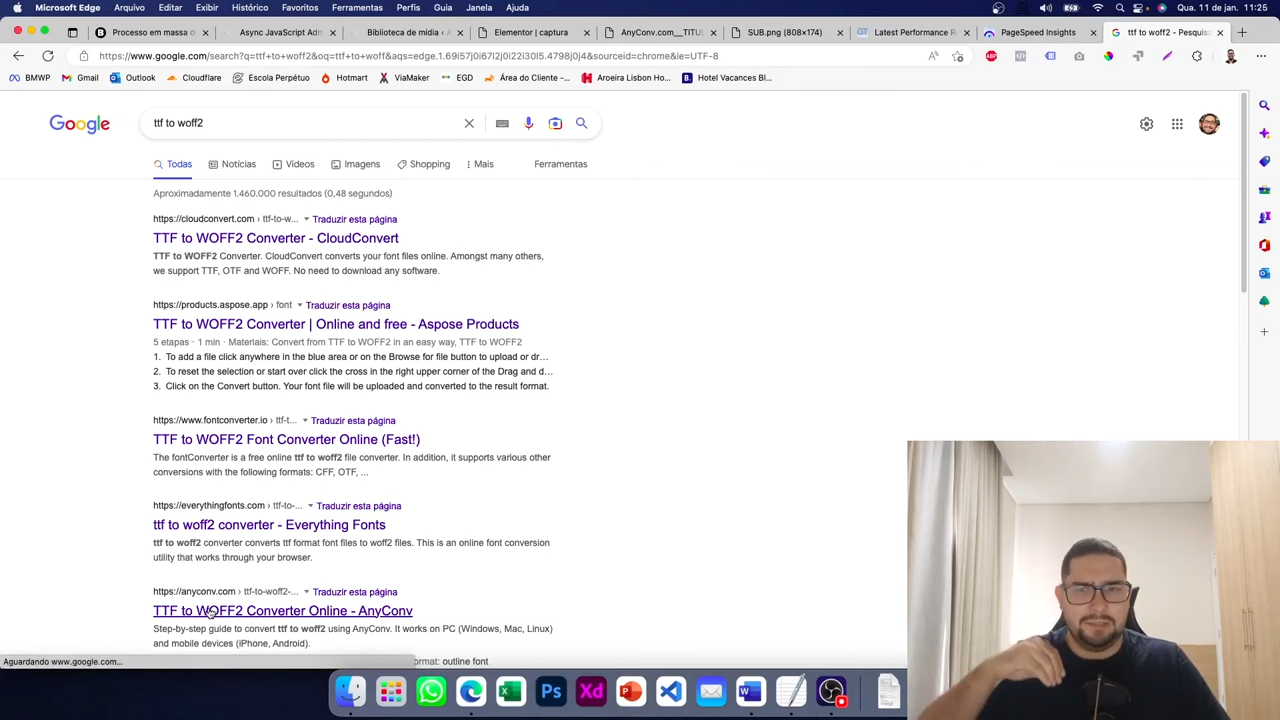 Microsoft Edge Arquivo Editar Exibir Histórico Favoritos Ferramentas Perfis Guia Janela Ajuda
Qua. 11 de jan. 11:25
Processo em massa d
Async JavaScript Adm
Biblioteca de mídia ‹ A
Elementor | captura
AnyConv.com__TITUL
SUB.png (808×174)
Latest Performance Re
PageSpeed Insights
ttf to woff2 - Pesquis
https://www.google.com/search?q=ttf+to+woff2&oq=ttf+to+woff&aqs=edge.1.69i57j0i67l2j0i22i30l5.4798j0j4&sourceid=chrome&ie=UTF-8
BMWP Gmail Outlook Cloudflare Escola Perpétuo Hotmart ViaMaker EGD Área do Cliente -... Aroeira Lisbon Ho... Hotel Vacances Bl...
Google
ttf to woff2
Todas Notícias Vídeos Imagens Shopping Mais Ferramentas
Aproximadamente 1.460.000 resultados (0,48 segundos)
https://cloudconvert.com › ttf-to-w... Traduzir esta página
TTF to WOFF2 Converter - CloudConvert
TTF to WOFF2 Converter. CloudConvert converts your font files online. Amongst many others,
we support TTF, OTF and WOFF. No need to download any software.
https://products.aspose.app › font Traduzir esta página
TTF to WOFF2 Converter | Online and free - Aspose Products
5 etapas · 1 min · Materiais: Convert from TTF to WOFF2 in an easy way, TTF to WOFF2
1. To add a file click anywhere in the blue area or on the Browse for file button to upload or dr...
2. To reset the selection or start over click the cross in the right upper corner of the Drag and d...
3. Click on the Convert button. Your font file will be uploaded and converted to the result format.
https://www.fontconverter.io › ttf-t... Traduzir esta página
TTF to WOFF2 Font Converter Online (Fast!)
The fontConverter is a free online ttf to woff2 file converter. In addition, it supports various other
conversions with the following formats: CFF, OTF, ...
https://everythingfonts.com › ttf-to-... Traduzir esta página
ttf to woff2 converter - Everything Fonts
ttf to woff2 converter converts ttf format font files to woff2 files. This is an online font conversion
utility that works through your browser.
https://anyconv.com › ttf-to-woff2-... Traduzir esta página
TTF to WOFF2 Converter Online - AnyConv
Step-by-step guide to convert ttf to woff2 using AnyConv. It works on PC (Windows, Mac, Linux)
and mobile devices (iPhone, Android).
Aguardando www.google.com...
ormat: outline font
Ps
Xd